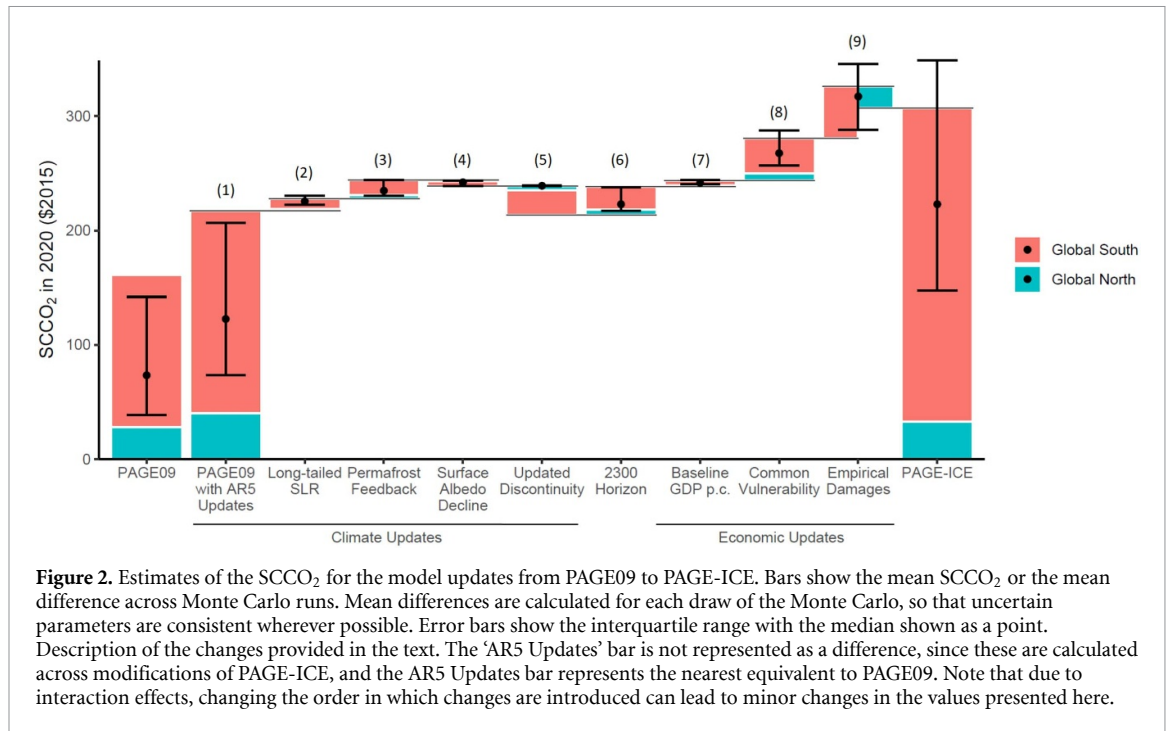 SCCO₂ in 2020 ($2015)
300
200
100
0
(1)
(2)
(3)
(4)
(5)
(6)
(7)
(8)
(9)
PAGE09
PAGE09
with AR5
Updates
Long-tailed
SLR
Permafrost
Feedback
Surface
Albedo
Decline
Updated
Discontinuity
2300
Horizon
Baseline
GDP p.c.
Common
Vulnerability
Empirical
Damages
PAGE-ICE
Climate Updates
Economic Updates
Global South
Global North
Figure 2. Estimates of the SCCO₂ for the model updates from PAGE09 to PAGE-ICE. Bars show the mean SCCO₂ or the mean
difference across Monte Carlo runs. Mean differences are calculated for each draw of the Monte Carlo, so that uncertain
parameters are consistent wherever possible. Error bars show the interquartile range with the median shown as a point.
Description of the changes provided in the text. The ‘AR5 Updates’ bar is not represented as a difference, since these are calculated
across modifications of PAGE-ICE, and the AR5 Updates bar represents the nearest equivalent to PAGE09. Note that due to
interaction effects, changing the order in which changes are introduced can lead to minor changes in the values presented here.